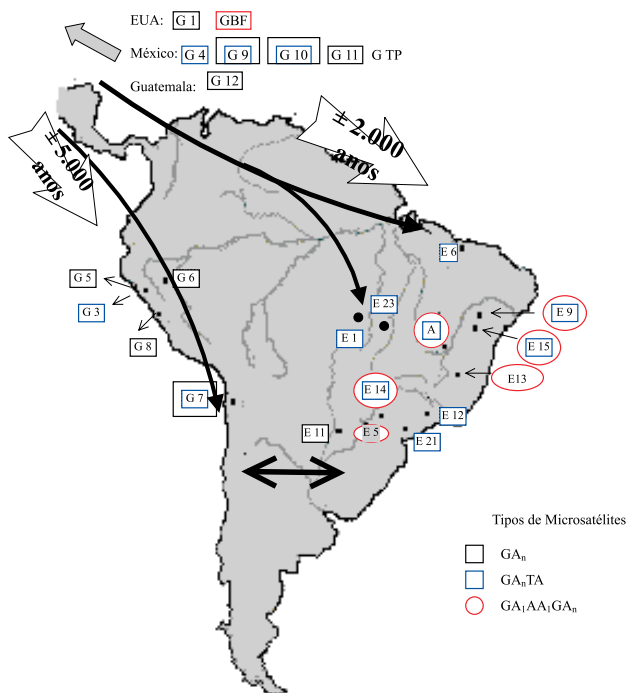 EUA: G 1 GBF
México: G 4 G 9 G 10 G 11 G TP
Guatemala: G 12
± 2.000
anos
± 5.000
anos
E 6
G 5
G 6
G 3
G 8
E 23
E 1
A
E 9
E 15
E13
E 14
G 7
E 12
E 11
E 5
E 21
Tipos de Microsatélites
GAₙ
GAₙTA
GA₁AA₁GAₙ